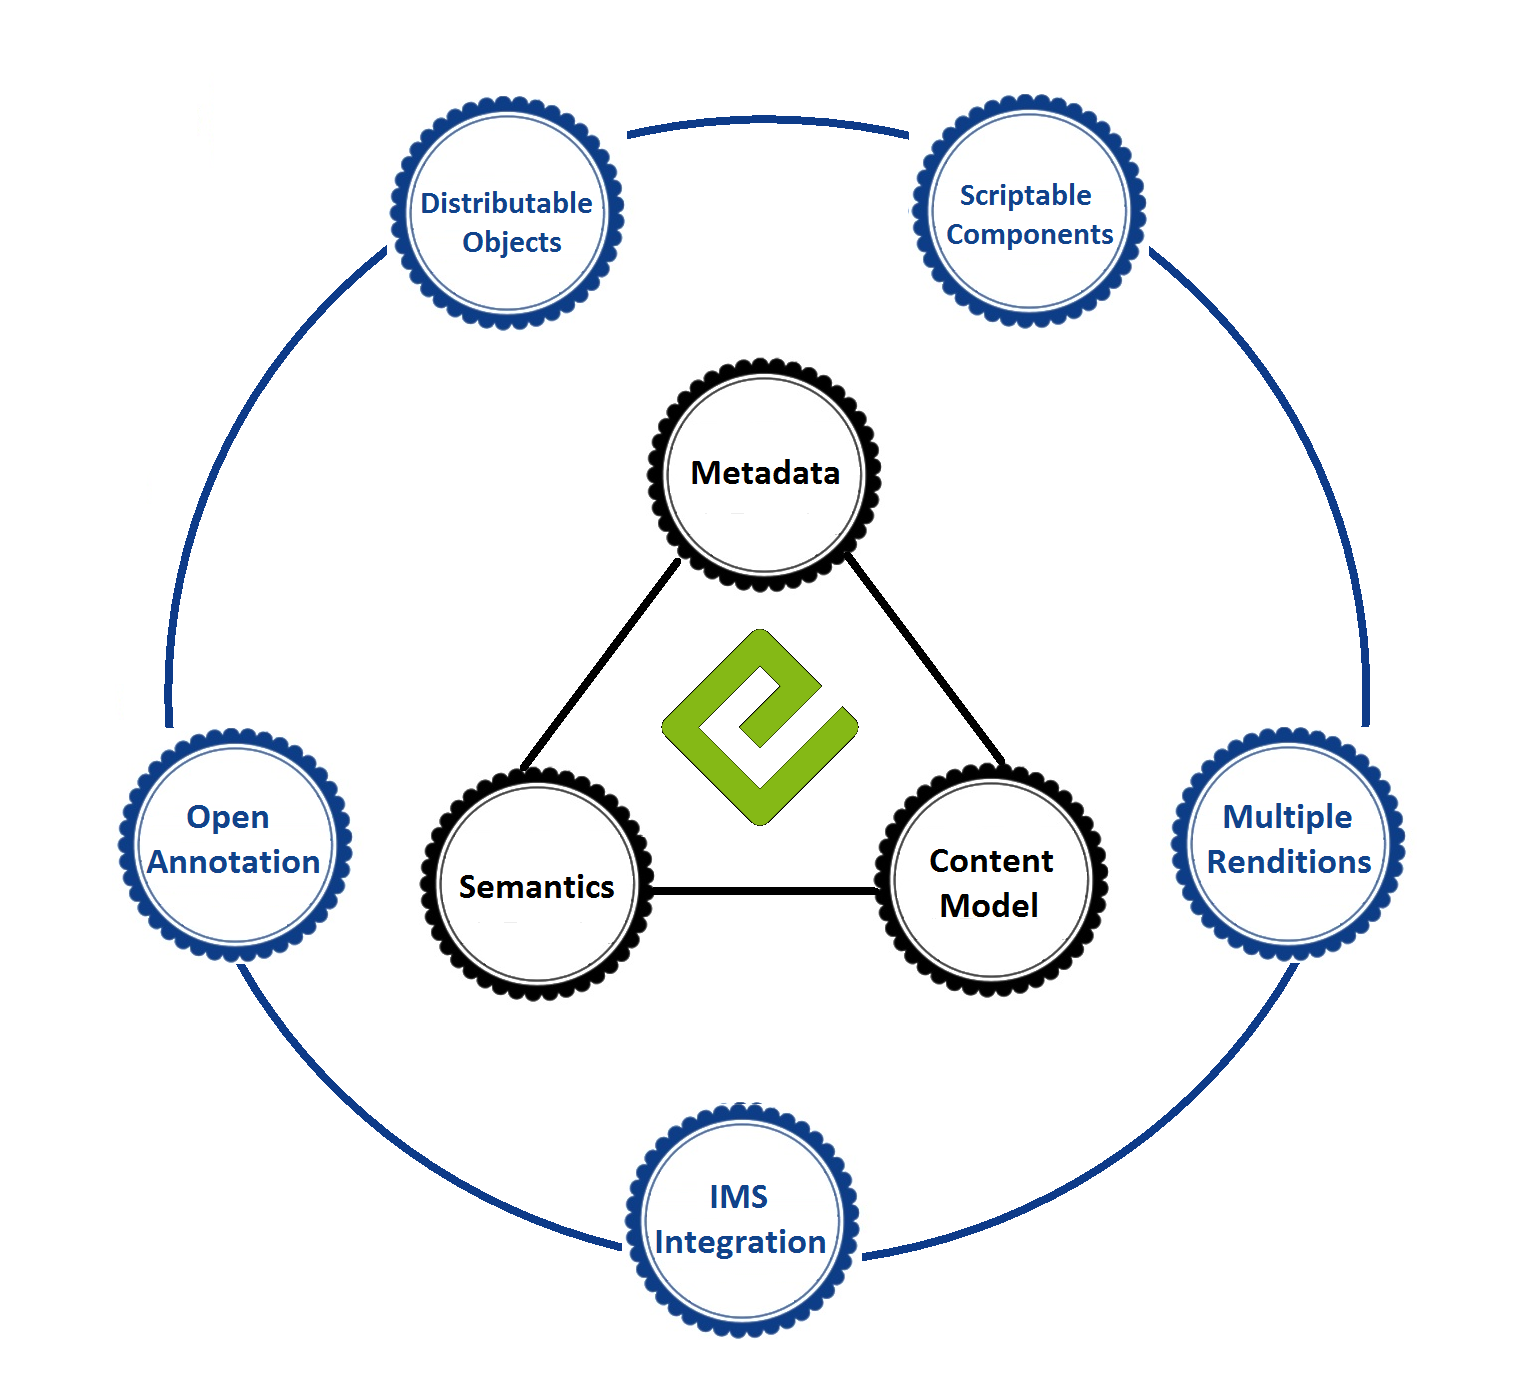 Distributable
Objects
Scriptable
Components
Metadata
Open
Annotation
Semantics
Content
Model
Multiple
Renditions
IMS
Integration